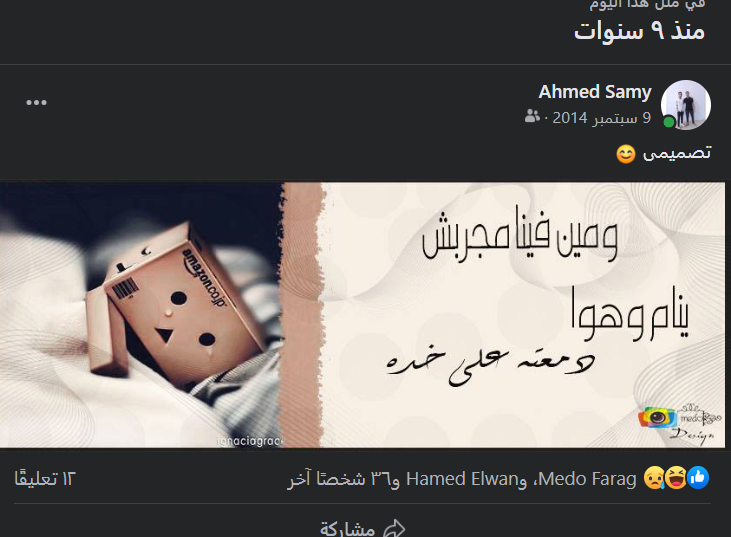 في مثل هذا اليوم
منذ ٩ سنوات
Ahmed Samy
9 سبتمبر 2014 ·
تصميمى 😊
ومين فينا مجربش
ينام وهوا
دمعته على خده
amazon.co.jp
ignaciagrace
medo
Design
Medo Farag، وHamed Elwan و٣٦ شخصًا آخر
١٢ تعليقًا
مشاركة